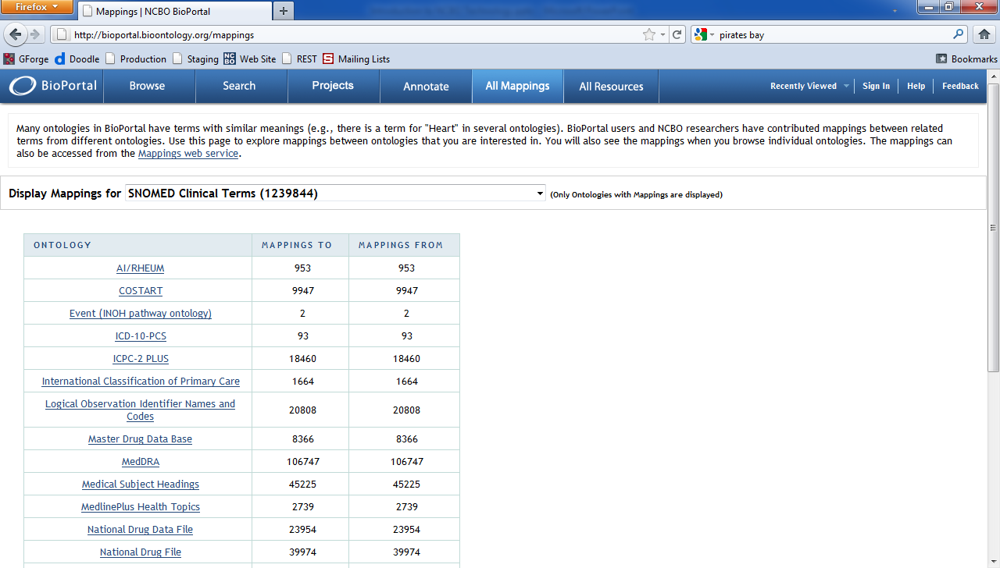 Firefox
Mappings | NCBO BioPortal
http://bioportal.bioontology.org/mappings
pirates bay
GForge Doodle Production Staging NC BO Web Site REST Mailing Lists Bookmarks
BioPortal Browse Search Projects Annotate All Mappings All Resources Recently Viewed Sign In Help Feedback
Many ontologies in BioPortal have terms with similar meanings (e.g., there is a term for "Heart" in several ontologies). BioPortal users and NCBO researchers have contributed mappings between related
terms from different ontologies. Use this page to explore mappings between ontologies that you are interested in. You will also see the mappings when you browse individual ontologies. The mappings can
also be accessed from the Mappings web service.
Display Mappings for SNOMED Clinical Terms (1239844) (Only Ontologies with Mappings are displayed)
ONTOLOGY MAPPINGS TO MAPPINGS FROM
AI/RHEUM 953 953
COSTART 9947 9947
Event (INOH pathway ontology) 2 2
ICD-10-PCS 93 93
ICPC-2 PLUS 18460 18460
International Classification of Primary Care 1664 1664
Logical Observation Identifier Names and
Codes 20808 20808
Master Drug Data Base 8366 8366
MedDRA 106747 106747
Medical Subject Headings 45225 45225
MedlinePlus Health Topics 2739 2739
National Drug Data File 23954 23954
National Drug File 39974 39974